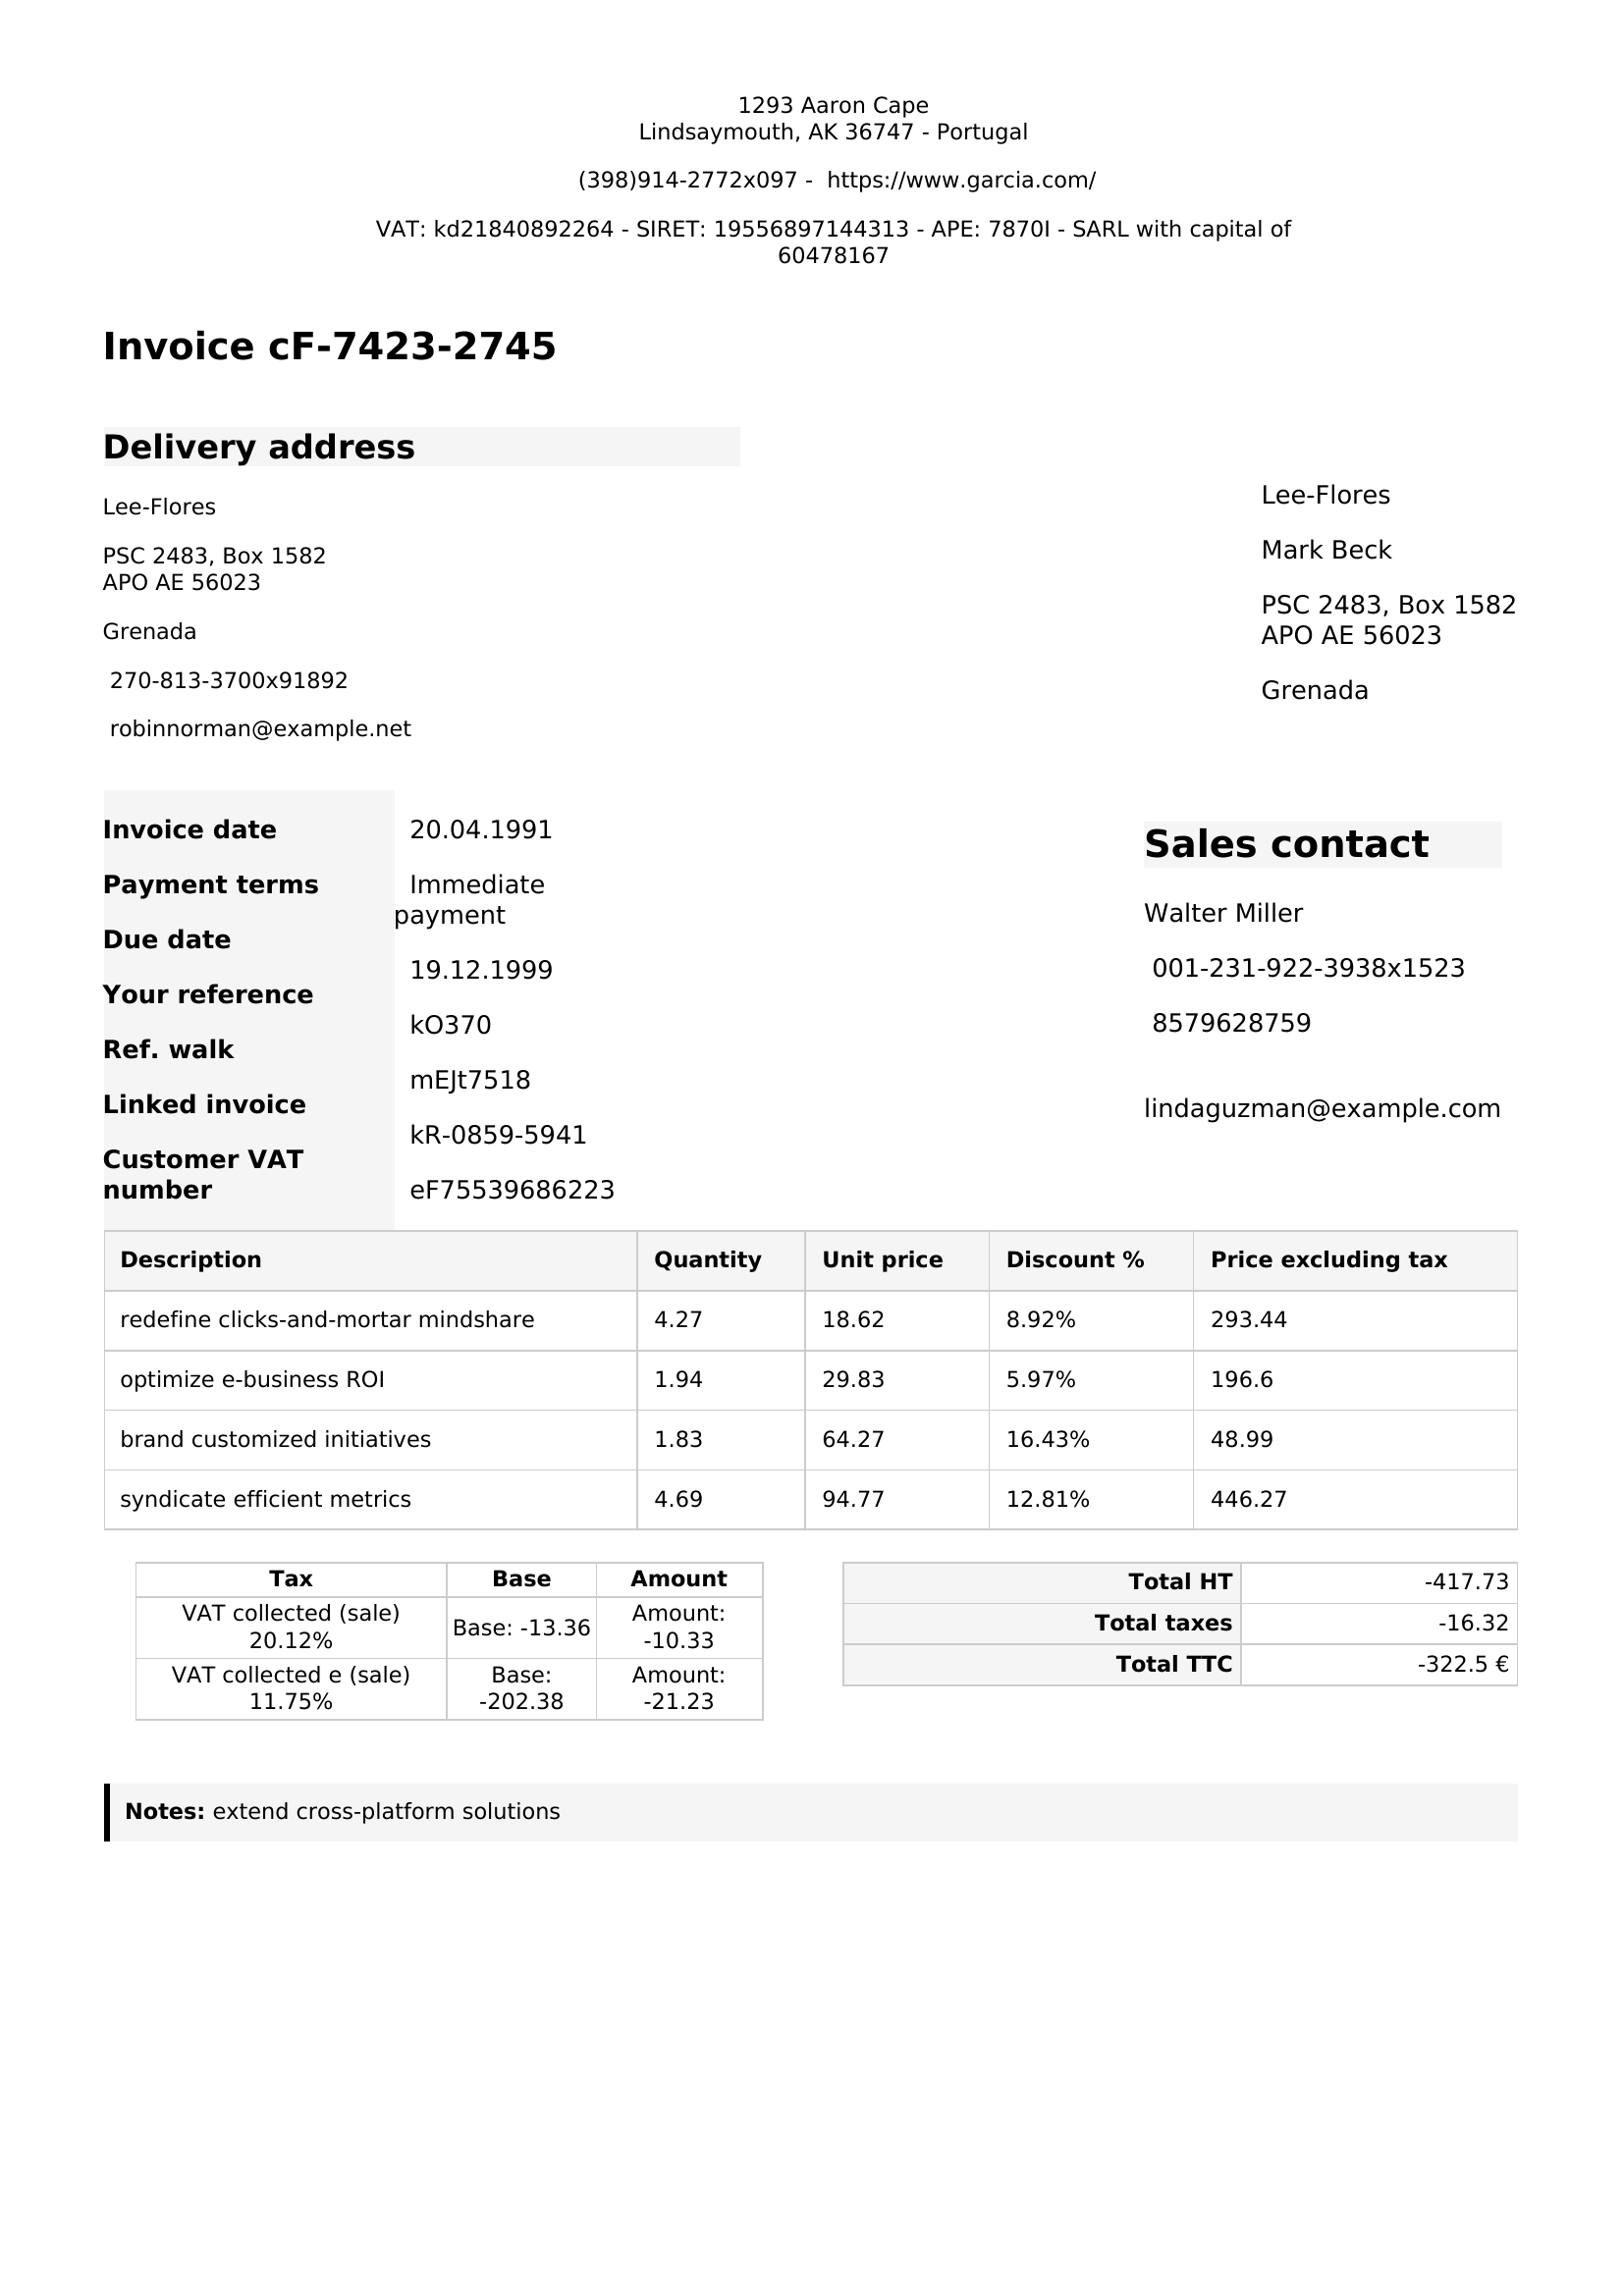 1293 Aaron Cape
Lindsaymouth, AK 36747 - Portugal
(398)914-2772x097 - https://www.garcia.com/
VAT: kd21840892264 - SIRET: 19556897144313 - APE: 7870I - SARL with capital of
60478167
Invoice cF-7423-2745
Delivery address
Lee-Flores
PSC 2483, Box 1582
APO AE 56023
Grenada
270-813-3700x91892
robinnorman@example.net
Lee-Flores
Mark Beck
PSC 2483, Box 1582
APO AE 56023
Grenada
Invoice date
Payment terms
Due date
Your reference
Ref. walk
Linked invoice
Customer VAT
number
20.04.1991
Immediate
payment
19.12.1999
kO370
mEJt7518
kR-0859-5941
eF75539686223
Sales contact
Walter Miller
001-231-922-3938x1523
8579628759
lindaguzman@example.com
Description Quantity Unit price Discount % Price excluding tax
redefine clicks-and-mortar mindshare 4.27 18.62 8.92% 293.44
optimize e-business ROI 1.94 29.83 5.97% 196.6
brand customized initiatives 1.83 64.27 16.43% 48.99
syndicate efficient metrics 4.69 94.77 12.81% 446.27
Tax Base Amount
VAT collected (sale)
20.12%
Base: -13.36
Amount:
-10.33
VAT collected e (sale)
11.75%
Base:
-202.38
Amount:
-21.23
Total HT -417.73
Total taxes -16.32
Total TTC -322.5 €
Notes: extend cross-platform solutions